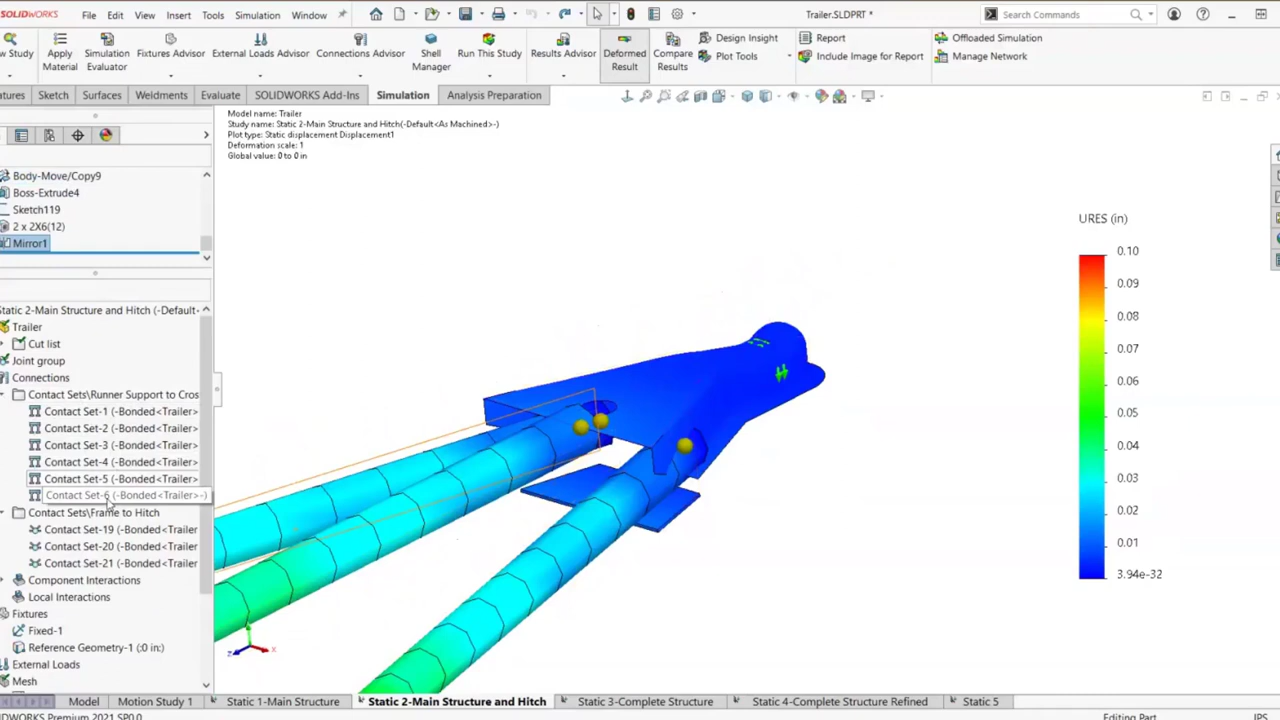 SOLIDWORKS File Edit View Insert Tools Simulation Window Trailer.SLDPRT * Search Commands
w Study Apply Material Simulation Evaluator Fixtures Advisor External Loads Advisor Connections Advisor Shell Manager Run This Study Results Advisor Deformed Result Compare Results Design Insight Plot Tools Report Include Image for Report Offloaded Simulation Manage Network
atures Sketch Surfaces Weldments Evaluate SOLIDWORKS Add-Ins Simulation Analysis Preparation
Model name: Trailer
Study name: Static 2-Main Structure and Hitch(-Default<As Machined>-)
Plot type: Static displacement Displacement1
Deformation scale: 1
Global value: 0 to 0 in
Body-Move/Copy9
Boss-Extrude4
Sketch119
2 x 2X6(12)
Mirror1
Static 2-Main Structure and Hitch (-Default-
Trailer
Cut list
Joint group
Connections
Contact Sets\Runner Support to Cros
Contact Set-1 (-Bonded<Trailer>
Contact Set-2 (-Bonded<Trailer>
Contact Set-3 (-Bonded<Trailer>
Contact Set-4 (-Bonded<Trailer>
Contact Set-5 (-Bonded<Trailer>
Contact Set-6 (-Bonded<Trailer>-)
Contact Sets\Frame to Hitch
Contact Set-19 (-Bonded<Trailer
Contact Set-20 (-Bonded<Trailer
Contact Set-21 (-Bonded<Trailer
Component Interactions
Local Interactions
Fixtures
Fixed-1
Reference Geometry-1 (:0 in:)
External Loads
Mesh
URES (in)
0.10
0.09
0.08
0.07
0.06
0.05
0.04
0.03
0.02
0.01
3.94e-32
z x
Model Motion Study 1 Static 1-Main Structure Static 2-Main Structure and Hitch Static 3-Complete Structure Static 4-Complete Structure Refined Static 5
IDWORKS Premium 2021 SP0.0 Editing Part IPS